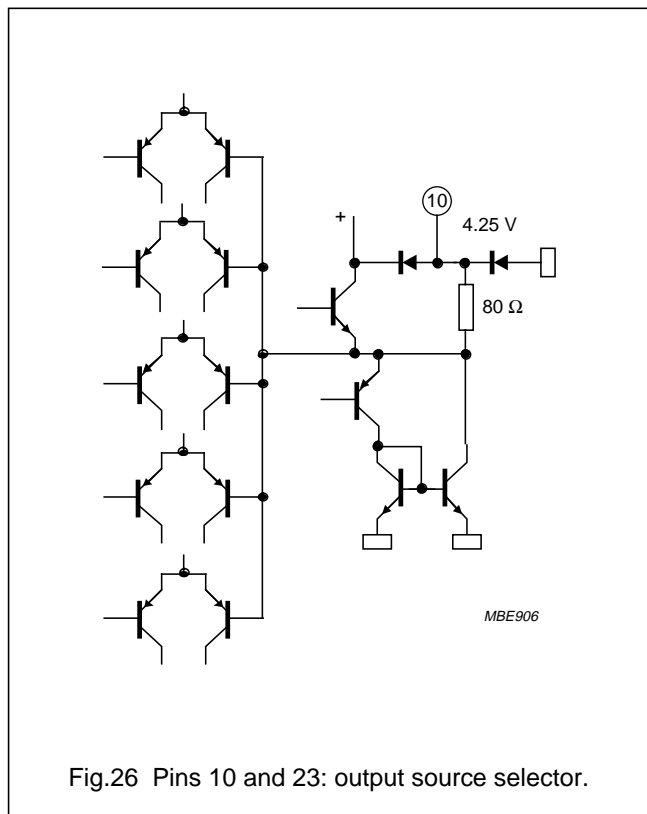 +
10
4.25 V
80 Ω
MBE906
Fig.26 Pins 10 and 23: output source selector.